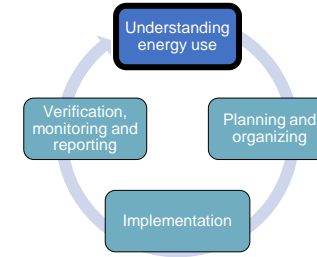 Understanding
energy use
Planning and
organizing
Implementation
Verification,
monitoring and
reporting